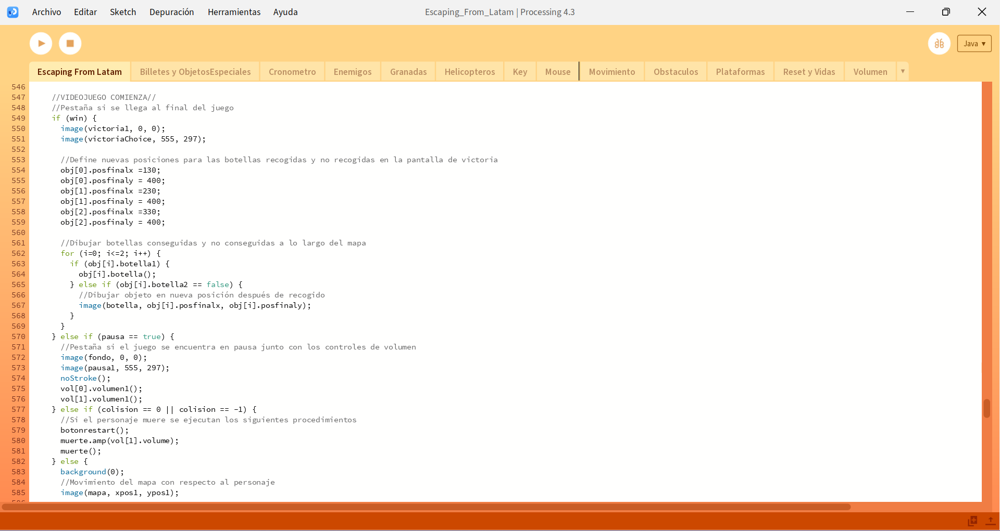 Archivo Editar Sketch Depuración Herramientas Ayuda Escaping_From_Latam | Processing 4.3
Java ▾
Escaping From Latam Billetes y ObjetosEspeciales Cronometro Enemigos Granadas Helicopteros Key Mouse Movimiento Obstaculos Plataformas Reset y Vidas Volumen ▾
546
547 //VIDEOJUEGO COMIENZA//
548 //Pestaña si se llega al final del juego
549 if (win) {
550 image(victoria1, 0, 0);
551 image(victoriaChoice, 555, 297);
552
553 //Define nuevas posiciones para las botellas recogidas y no recogidas en la pantalla de victoria
554 obj[0].posfinalx =130;
555 obj[0].posfinaly = 400;
556 obj[1].posfinalx =230;
557 obj[1].posfinaly = 400;
558 obj[2].posfinalx =330;
559 obj[2].posfinaly = 400;
560
561 //Dibujar botellas conseguidas y no conseguidas a lo largo del mapa
562 for (i=0; i<=2; i++) {
563 if (obj[i].botella1) {
564 obj[i].botella();
565 } else if (obj[i].botella2 == false) {
566 //Dibujar objeto en nueva posición después de recogido
567 image(botella, obj[i].posfinalx, obj[i].posfinaly);
568 }
569 }
570 } else if (pausa == true) {
571 //Pestaña si el juego se encuentra en pausa junto con los controles de volumen
572 image(fondo, 0, 0);
573 image(pausa1, 555, 297);
574 noStroke();
575 vol[0].volumen1();
576 vol[1].volumen1();
577 } else if (colision == 0 || colision == -1) {
578 //Si el personaje muere se ejecutan los siguientes procedimientos
579 botonrestart();
580 muerte.amp(vol[1].volume);
581 muerte();
582 } else {
583 background(0);
584 //Movimiento del mapa con respecto al personaje
585 image(mapa, xpos1, ypos1);